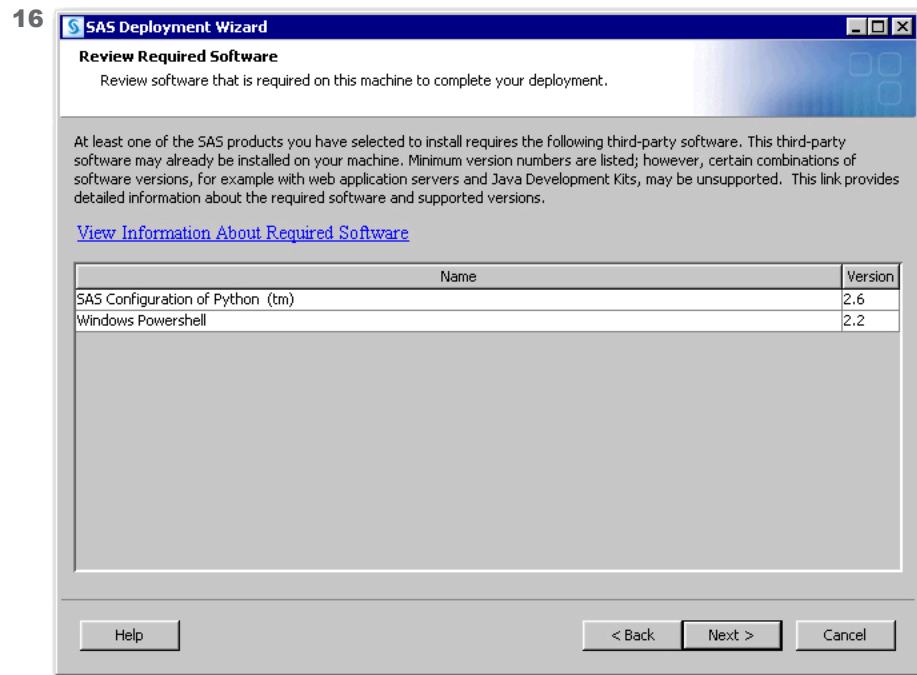 16
SAS Deployment Wizard
Review Required Software
Review software that is required on this machine to complete your deployment.
At least one of the SAS products you have selected to install requires the following third-party software. This third-party
software may already be installed on your machine. Minimum version numbers are listed; however, certain combinations of
software versions, for example with web application servers and Java Development Kits, may be unsupported. This link provides
detailed information about the required software and supported versions.
View Information About Required Software
Name Version
SAS Configuration of Python (tm) 2.6
Windows Powershell 2.2
Help < Back Next > Cancel